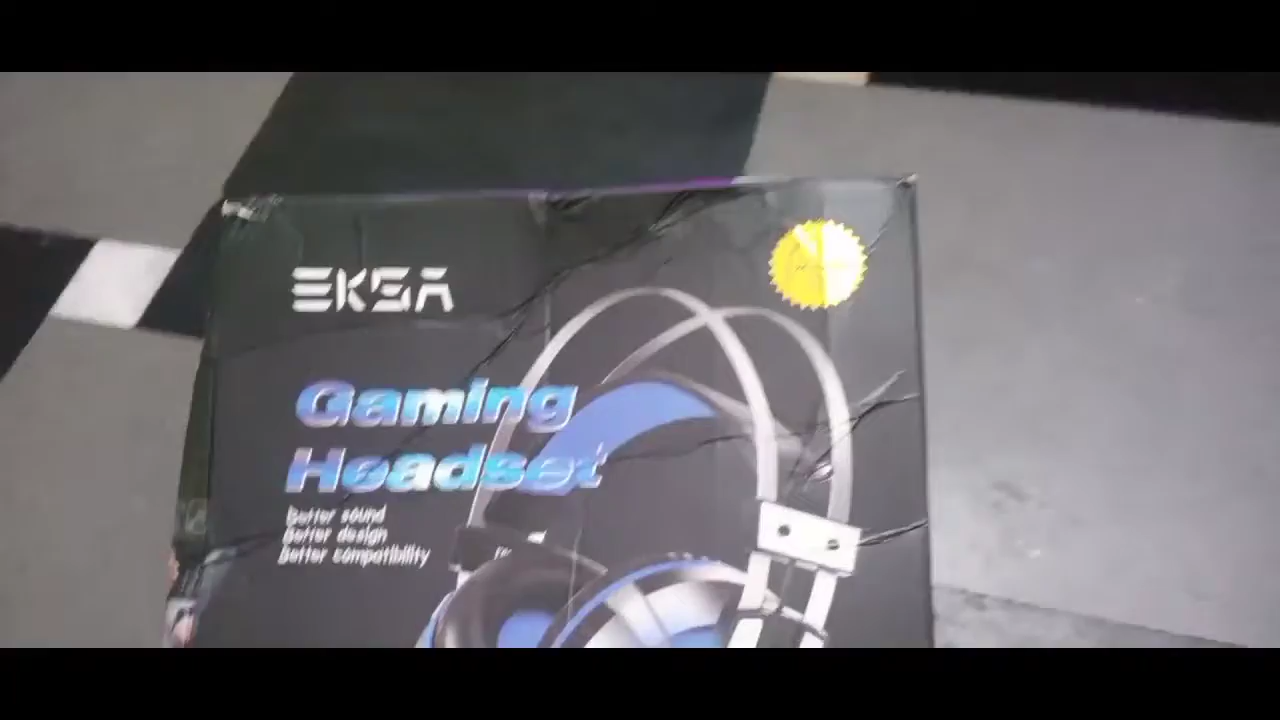 EKSA
Gaming
Headset
Better sound
Better design
Better compatibility